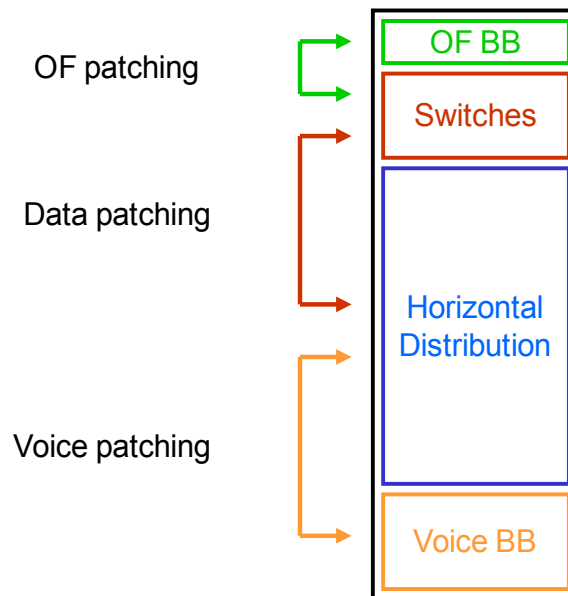 OF patching
OF BB
Switches
Data patching
Horizontal
Distribution
Voice patching
Voice BB